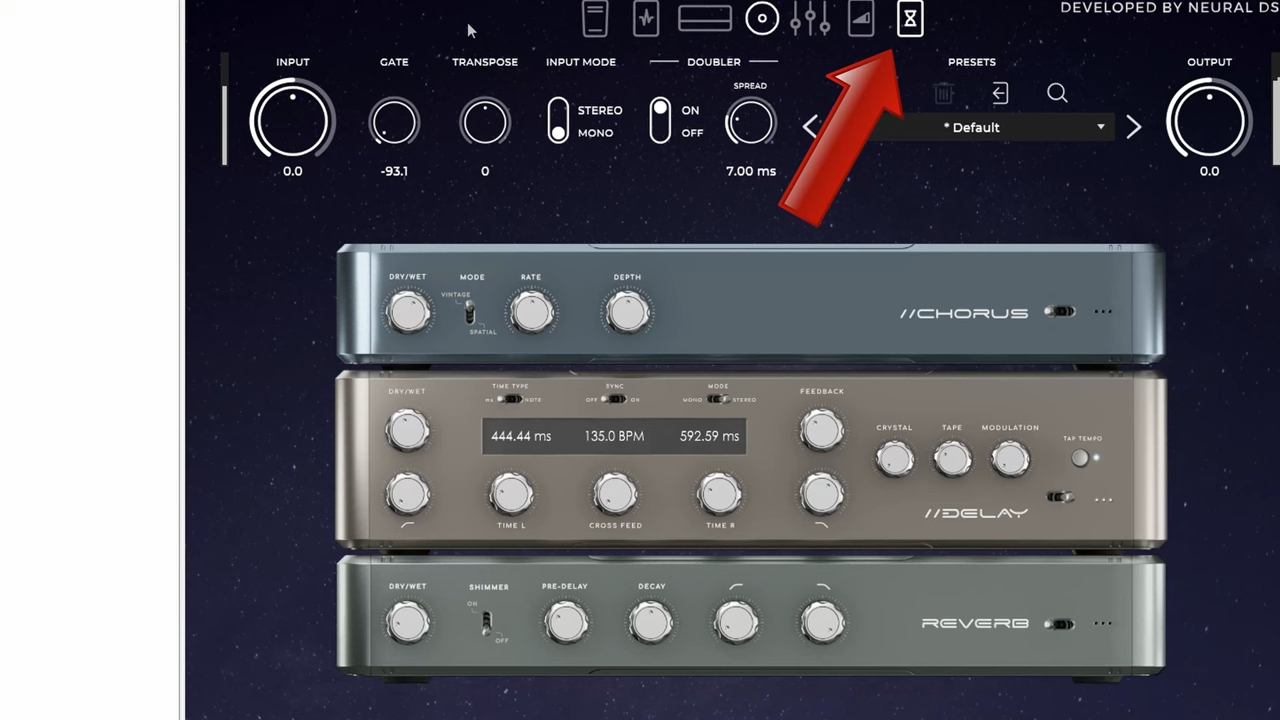 DEVELOPED BY NEURAL DS
INPUT
GATE
TRANSPOSE
INPUT MODE
DOUBLER
PRESETS
OUTPUT
SPREAD
STEREO
MONO
ON
OFF
* Default
0.0
-93.1
0
7.00 ms
0.0
DRY/WET
MODE
RATE
DEPTH
VINTAGE
SPATIAL
//CHORUS
DRY/WET
TIME TYPE
SYNC
MODE
FEEDBACK
ms NOTE
OFF ON
MONO STEREO
444.44 ms
135.0 BPM
592.59 ms
CRYSTAL
TAPE
MODULATION
TAP TEMPO
TIME L
CROSS FEED
TIME R
//DELAY
DRY/WET
SHIMMER
PRE-DELAY
DECAY
ON
OFF
REVERB